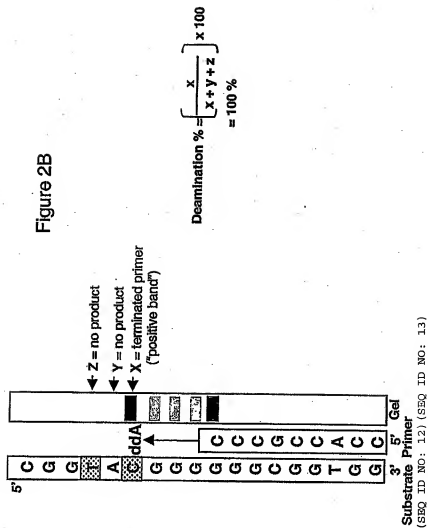 Figure 2B
5' C G G T A C G G G G G G C G G T G G 3'
ddA
C C C G C C A C C 5'
Substrate Primer
Gel
(SEQ ID NO: 12) (SEQ ID NO: 13)
Z = no product
Y = no product
X = terminated primer
("positive band")
Deamination % = [ x / x + y + z ] x 100
= 100 %